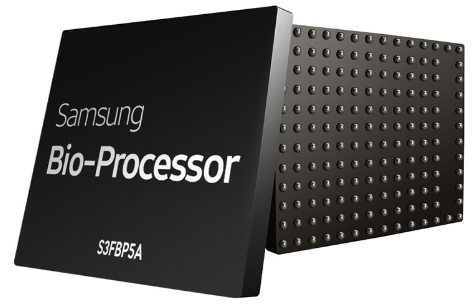 Samsung
Bio-Processor
S3FBP5A